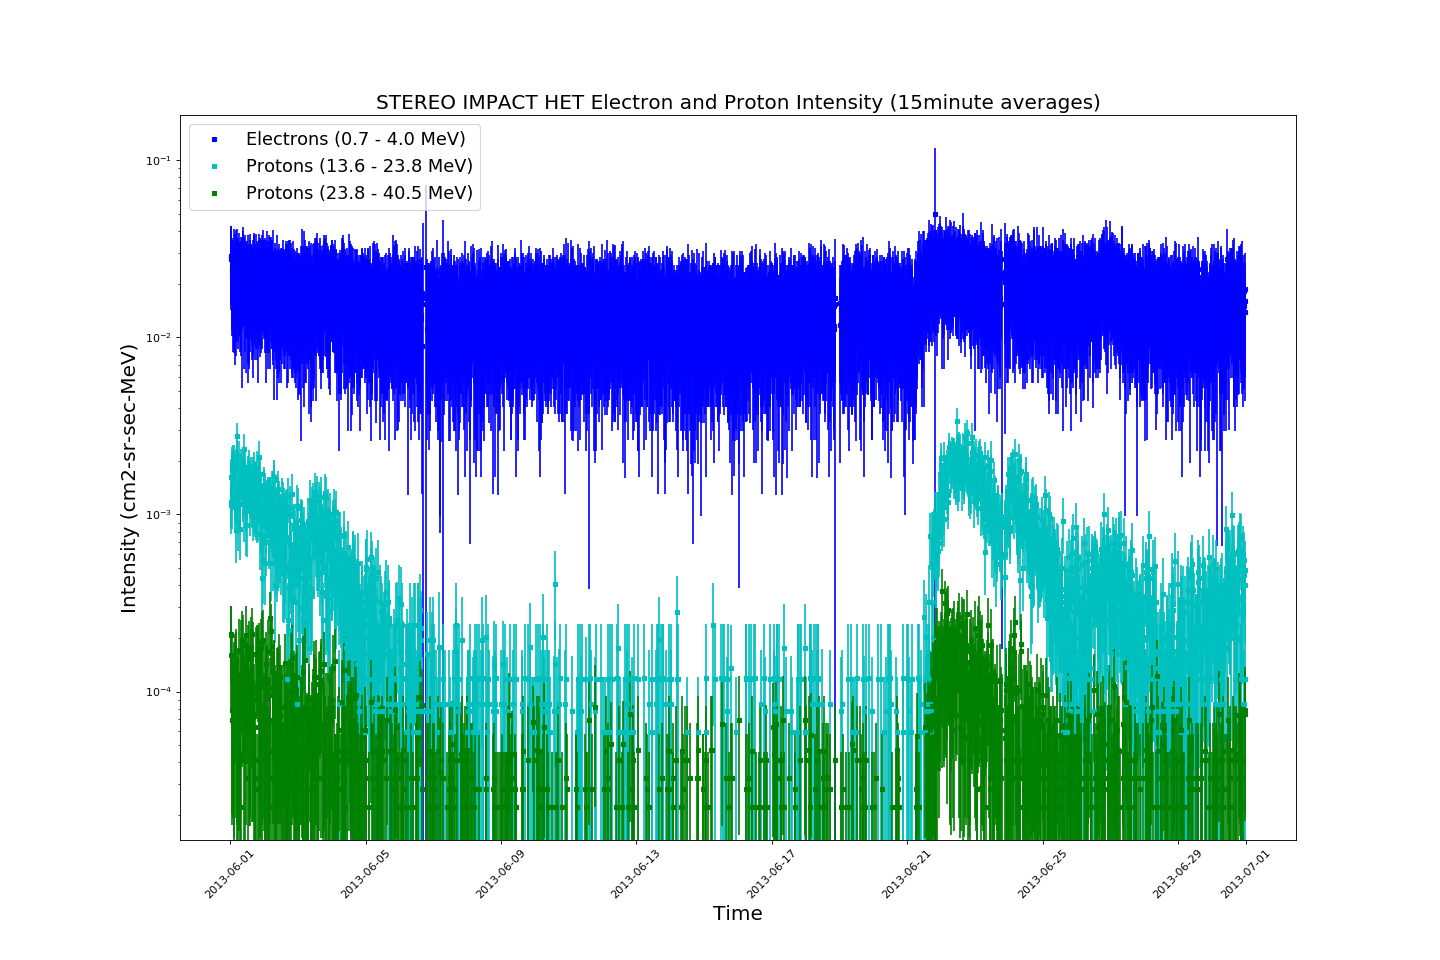 STEREO IMPACT HET Electron and Proton Intensity (15minute averages)
Electrons (0.7 - 4.0 MeV)
Protons (13.6 - 23.8 MeV)
Protons (23.8 - 40.5 MeV)
10⁻¹
10⁻²
10⁻³
10⁻⁴
Intensity (cm2-sr-sec-MeV)
2013-06-01
2013-06-05
2013-06-09
2013-06-13
2013-06-17
2013-06-21
2013-06-25
2013-06-29
2013-07-01
Time